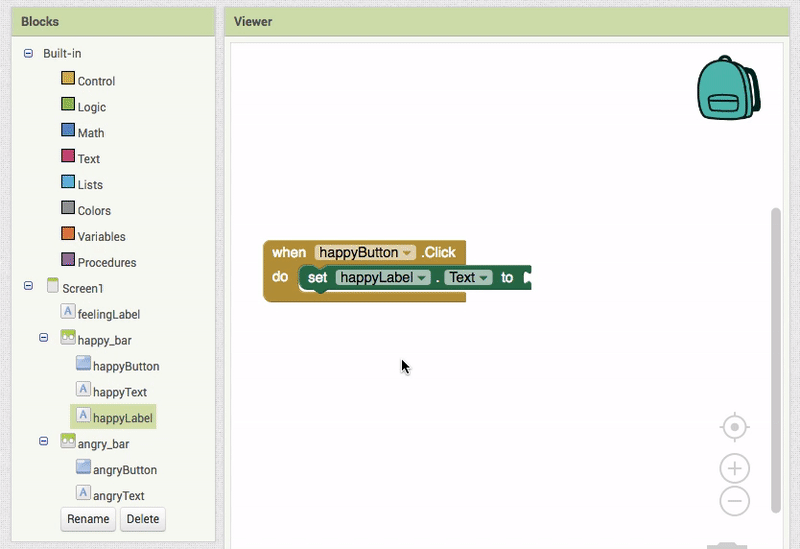 Blocks
Built-in
Control
Logic
Math
Text
Lists
Colors
Variables
Procedures
Screen1
A feelingLabel
happy_bar
happyButton
A happyText
A happyLabel
angry_bar
angryButton
A angryText
Rename Delete
Viewer
when happyButton .Click
do set happyLabel . Text to